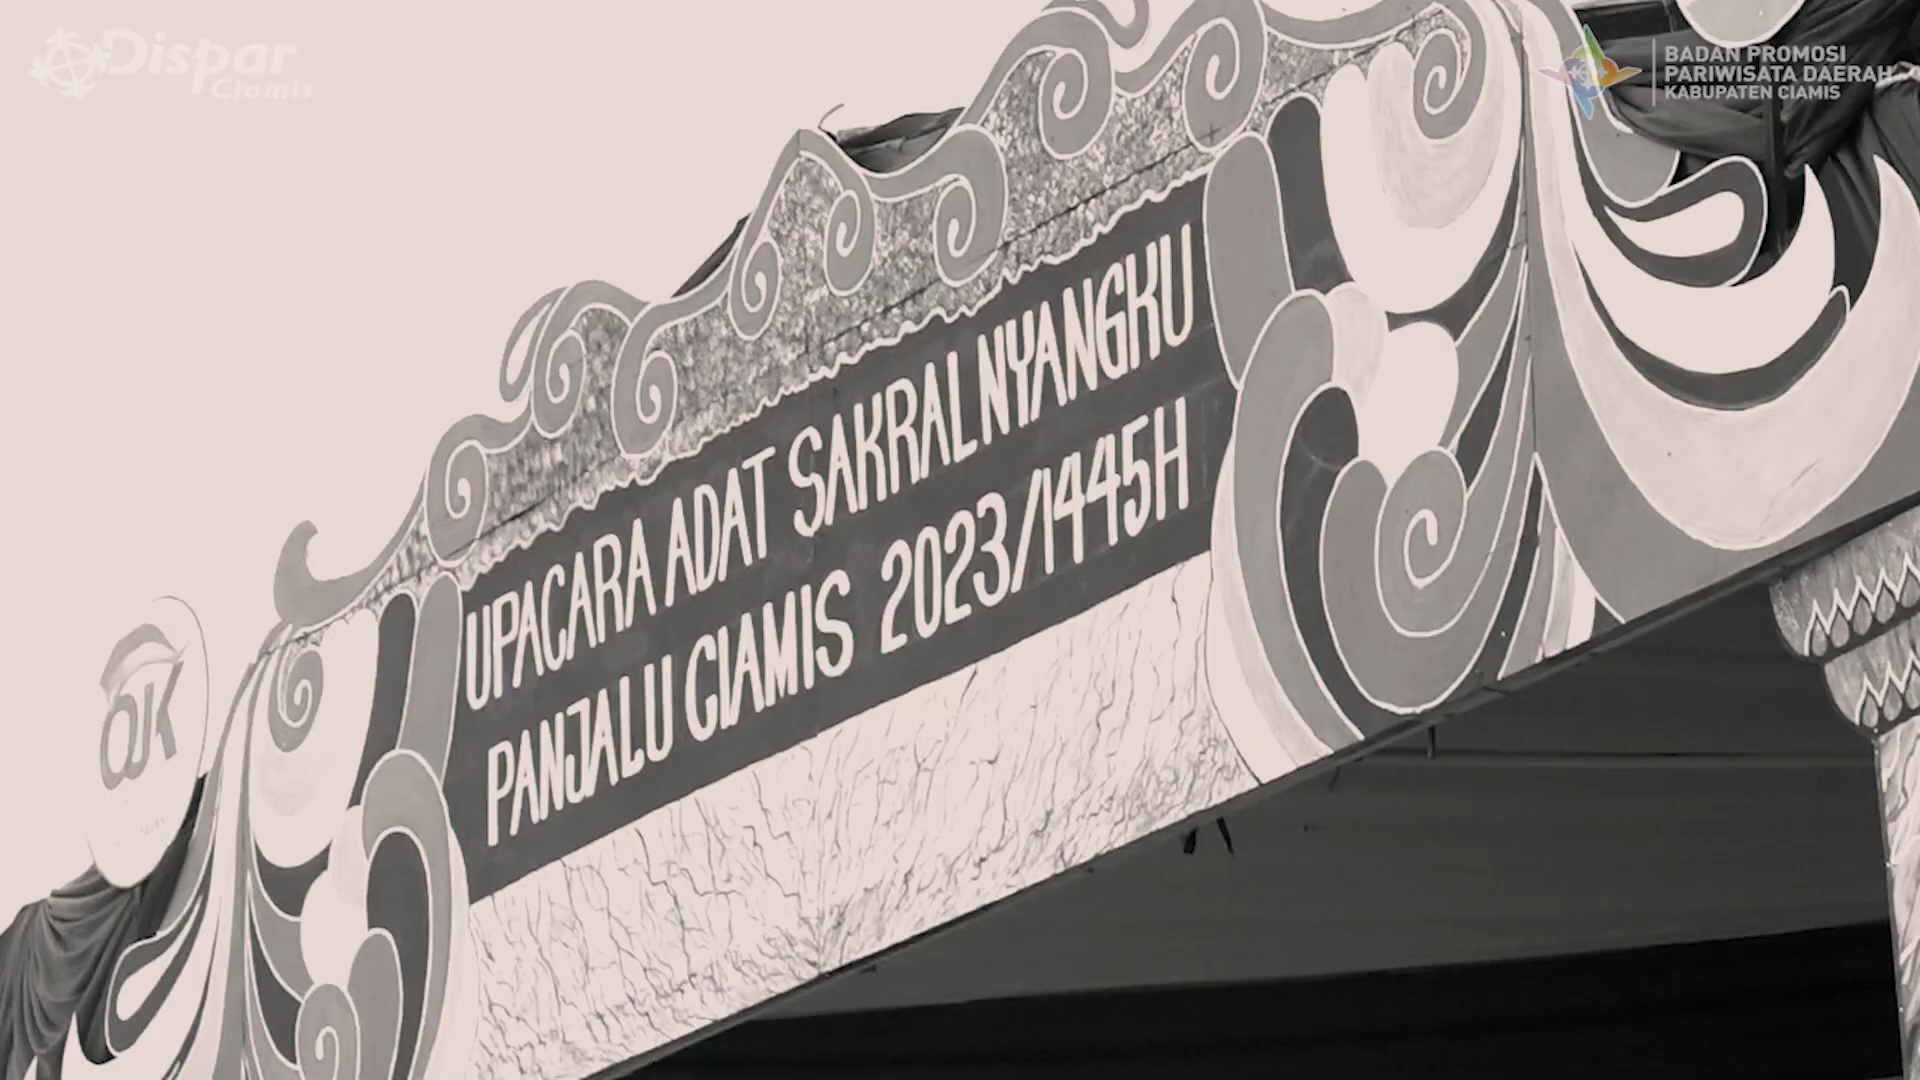 Dispar
Ciamis
BADAN PROMOSI
PARIWISATA DAERAH
KABUPATEN CIAMIS
UPACARA ADAT SAKRAL NYANGKU
PANJALU CIAMIS 2023/1445H
OJK